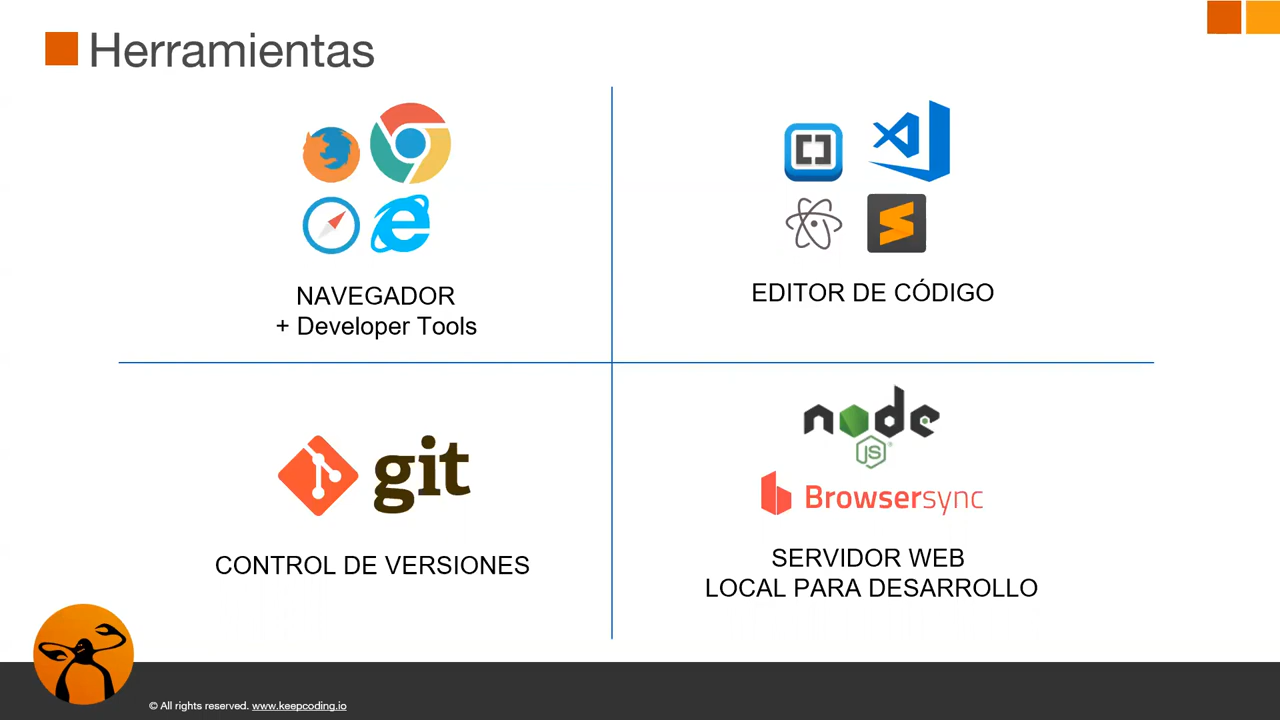 Herramientas
NAVEGADOR
+ Developer Tools
EDITOR DE CÓDIGO
git
CONTROL DE VERSIONES
node
JS
Browsersync
SERVIDOR WEB
LOCAL PARA DESARROLLO
© All rights reserved. www.keepcoding.io